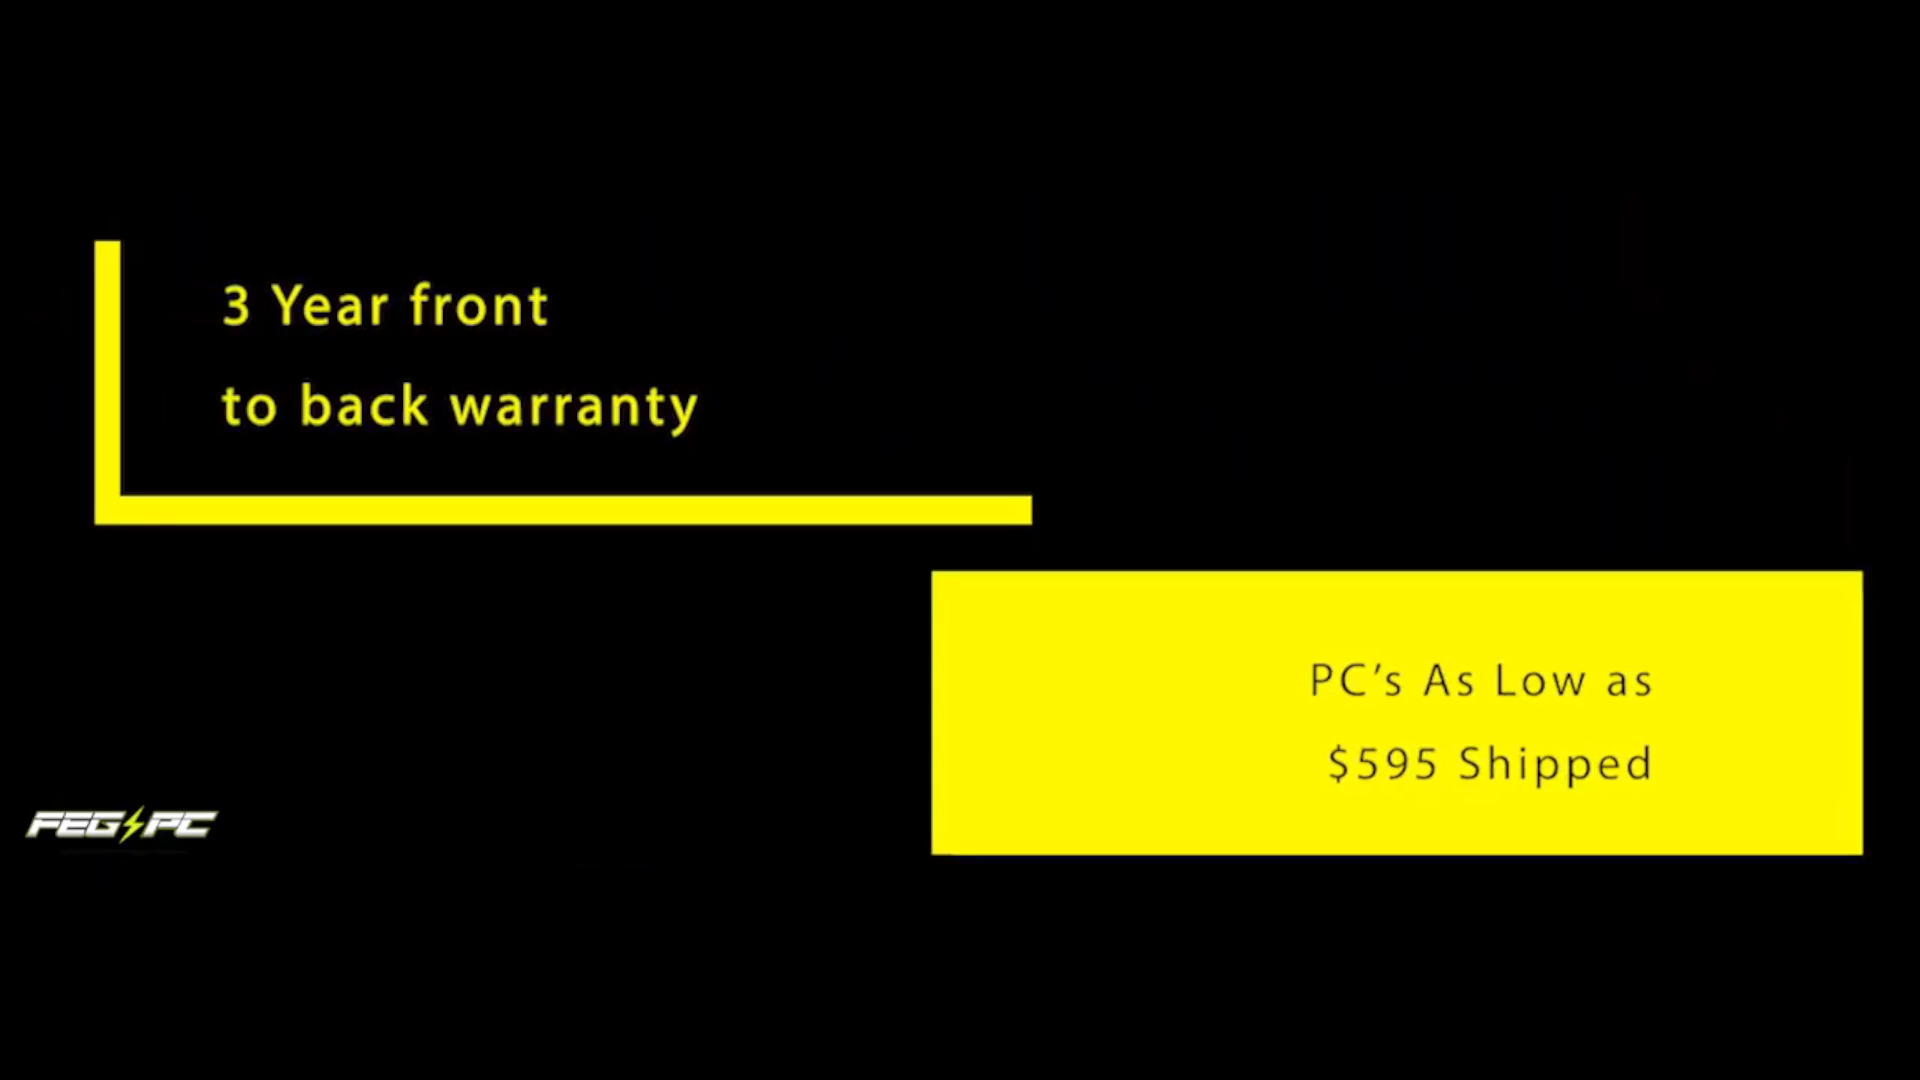 3 Year front
to back warranty
PC’s As Low as
$595 Shipped
FEG PC